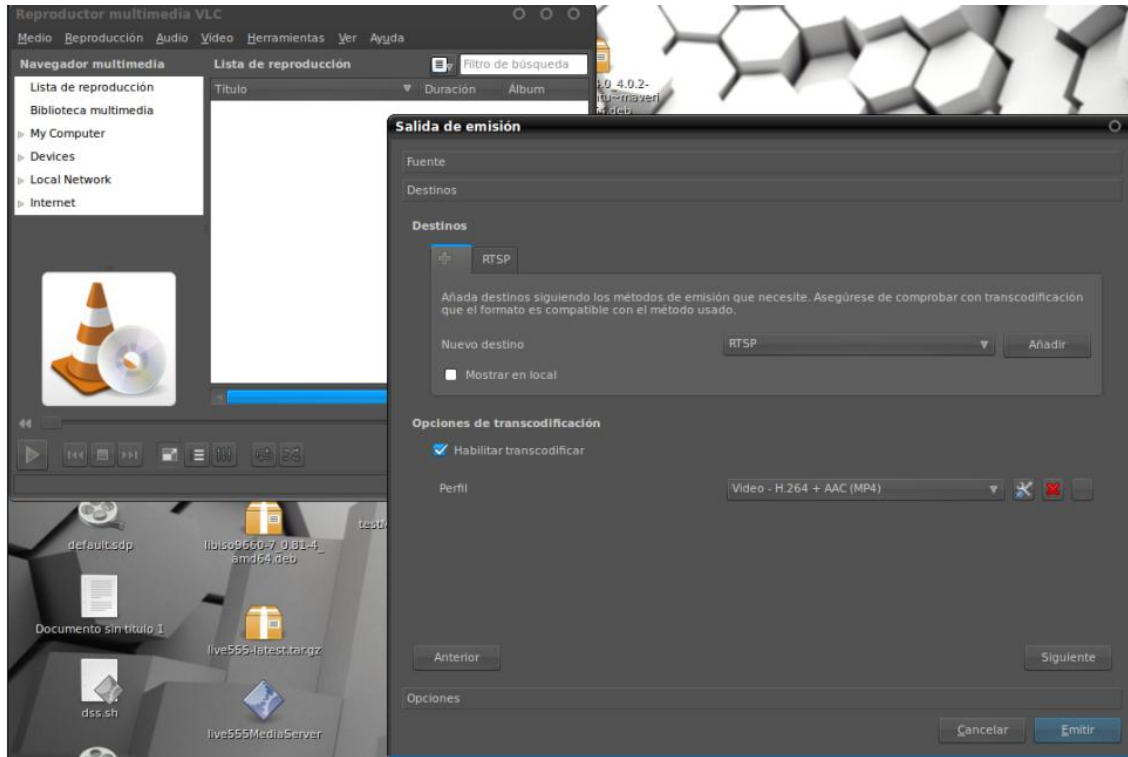 Reproductor multimedia VLC
Medio Reproducción Audio Vídeo Herramientas Ver Ayuda
Navegador multimedia
Lista de reproducción
Biblioteca multimedia
My Computer
Devices
Local Network
Internet
Lista de reproducción
Filtro de búsqueda
Título Duración Álbum
4.0.2-
Salida de emisión
Fuente
Destinos
Destinos
RTSP
Añada destinos siguiendo los métodos de emisión que necesite. Asegúrese de comprobar con transcodificación
que el formato es compatible con el método usado.
Nuevo destino RTSP Añadir
Mostrar en local
Opciones de transcodificación
Habilitar transcodificar
Perfil Video - H.264 + AAC (MP4)
Anterior Siguiente
Opciones
Cancelar Emitir
default.sdp
libiso9660-7_0.81-4_
amd64.deb
Documento sin título 1
live555-latest.tar.gz
dss.sh
live555MediaServer